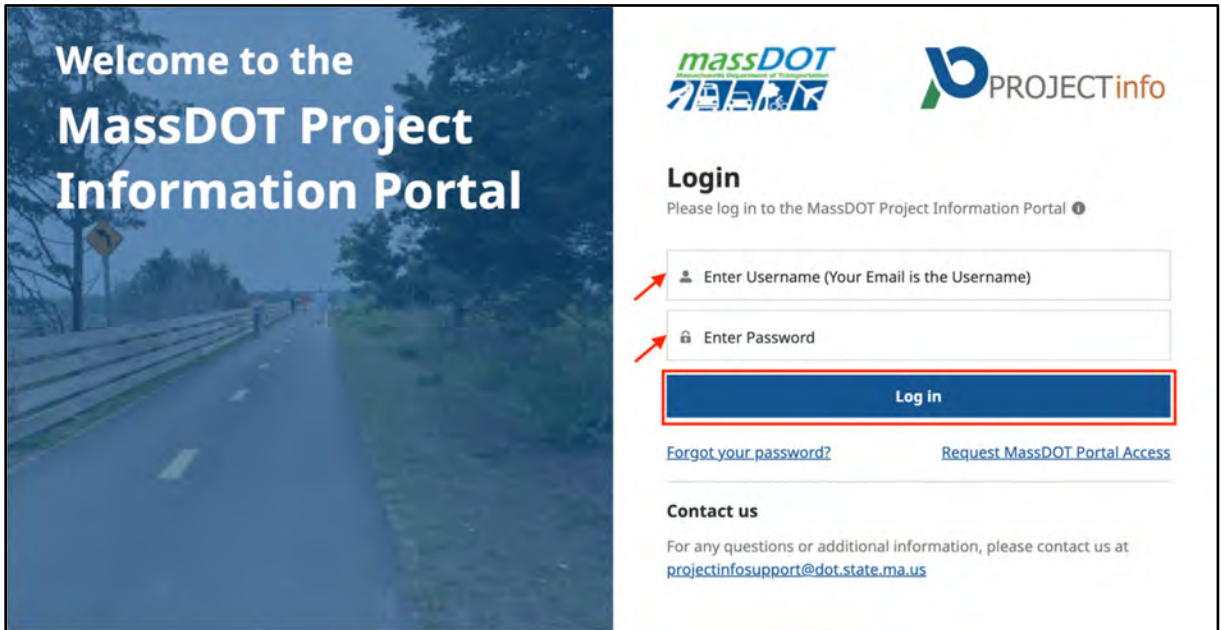 Welcome to the
MassDOT Project
Information Portal
massDOT
Massachusetts Department of Transportation
PROJECTinfo
Login
Please log in to the MassDOT Project Information Portal
Enter Username (Your Email is the Username)
Enter Password
Log in
Forgot your password?
Request MassDOT Portal Access
Contact us
For any questions or additional information, please contact us at
projectinfosupport@dot.state.ma.us